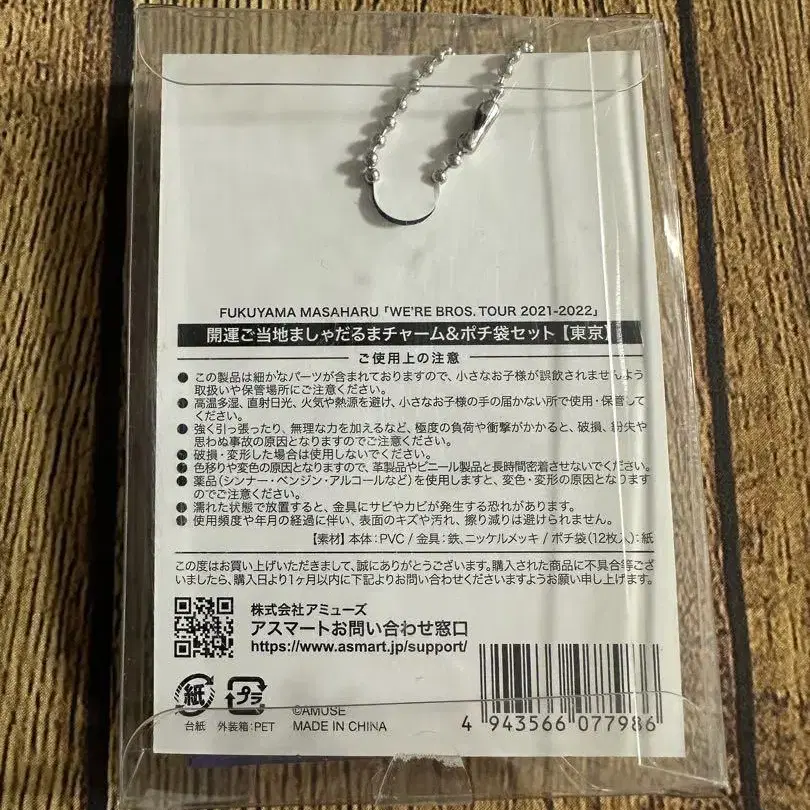 FUKUYAMA MASAHARU「WE'RE BROS. TOUR 2021-2022」
開運ご当地ましゃだるまチャーム&ポチ袋セット【東京】
ご使用上の注意
● この製品は細かなパーツが含まれておりますので、小さなお子様が誤飲されませんよう
取扱いや保管場所にご注意ください。
● 高温多湿、直射日光、火気や熱源を避け、小さなお子様の手の届かない所で使用・保管して
ください。
● 強く引っ張ったり、無理な力を加えるなど、極度の負荷や衝撃がかかると、破損、紛失や
思わぬ事故の原因となりますのでご注意ください。
● 破損・変形した場合は使用しないでください。
● 色移りや変色の原因となりますので、革製品やビニール製品と長時間密着させないでください。
● 薬品(シンナー・ベンジン・アルコールなど)を使用しますと、変色・変形の原因となります
のでご注意ください。
● 濡れた状態で放置すると、金具にサビやカビが発生する恐れがあります。
● 使用頻度や年月の経過に伴い、表面のキズや汚れ、擦り減りは避けられません。
【素材】本体:PVC / 金具:鉄、ニッケルメッキ / ポチ袋(12枚入):紙
この度はお買い上げいただきまして、誠にありがとうございます。購入された商品に不具合等ござ
いましたら、購入日より1ヶ月以内に下記よりお問い合わせくださいますようお願い申し上げます。
株式会社アミューズ
アスマートお問い合わせ窓口
https://www.asmart.jp/support/
紙
プラ
台紙 外装箱:PET
©AMUSE
MADE IN CHINA
4 943566 077986